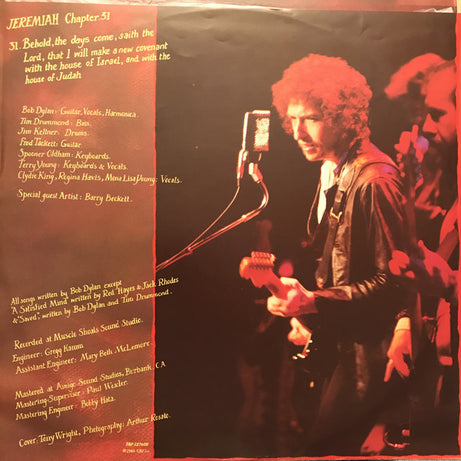 JEREMIAH Chapter.31
31. Behold, the days come, saith the
Lord, that I will make a new covenant
with the house of Israel, and with the
house of Judah
Bob Dylan: Guitar, Vocals, Harmonica.
Tim Drummond: Bass.
Jim Keltner: Drums.
Fred Tackett: Guitar
Spooner Oldham: Keyboards.
Terry Young: Keyboards & Vocals.
Clydie King, Regina Havis, Mona Lisa Young: Vocals.
Special guest Artist: Barry Beckett.
All songs written by Bob Dylan except
"A Satisfied Mind" written by Red Hayes & Jack Rhodes
& "Saved", written by Bob Dylan and Tim Drummond.
Recorded at Muscle Shoals Sound Studio.
Engineer: Gregg Hamm
Assistant Engineer: Mary Beth McLemore
Mastered at Amigo Sound Studios, Burbank, CA
Mastering-Supervisor: Paul Wexler
Mastering Engineer: Bobby Hata.
Cover: Tony Wright, Photography: Arthur Rosato.